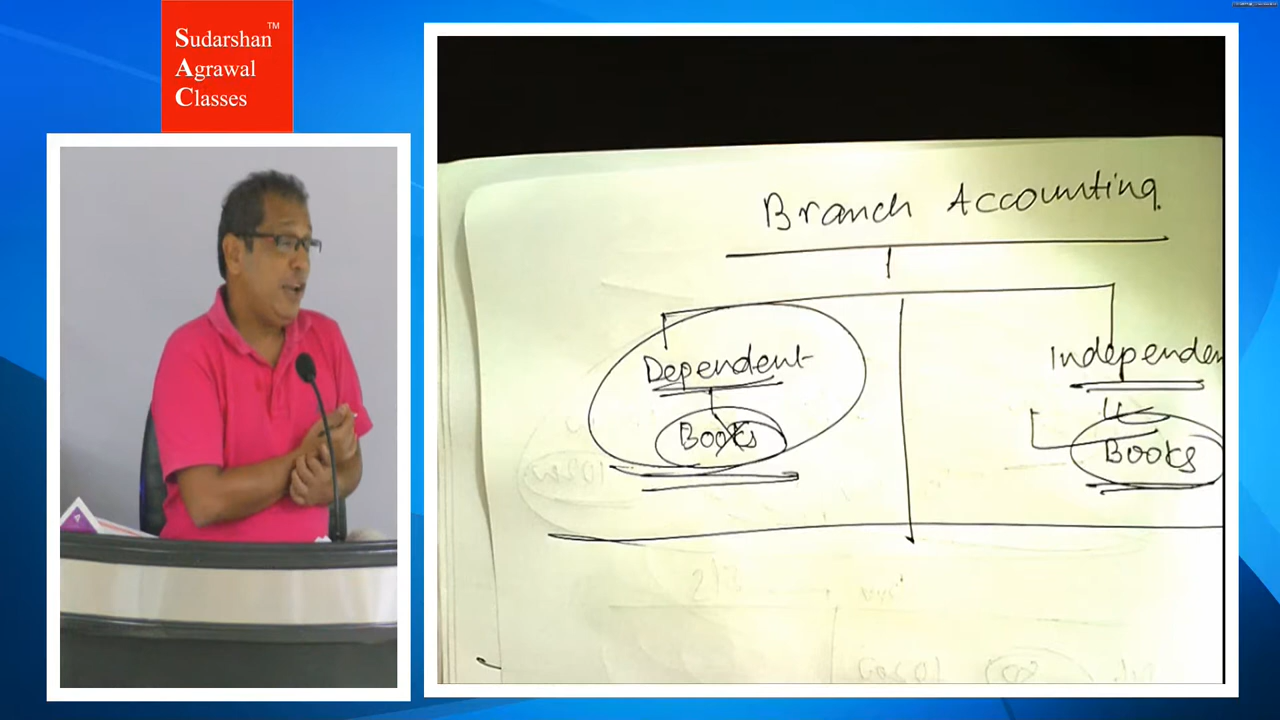 Sudarshan™
Agrawal
Classes
Branch Accounting
Dependent
Independen
Books
Books